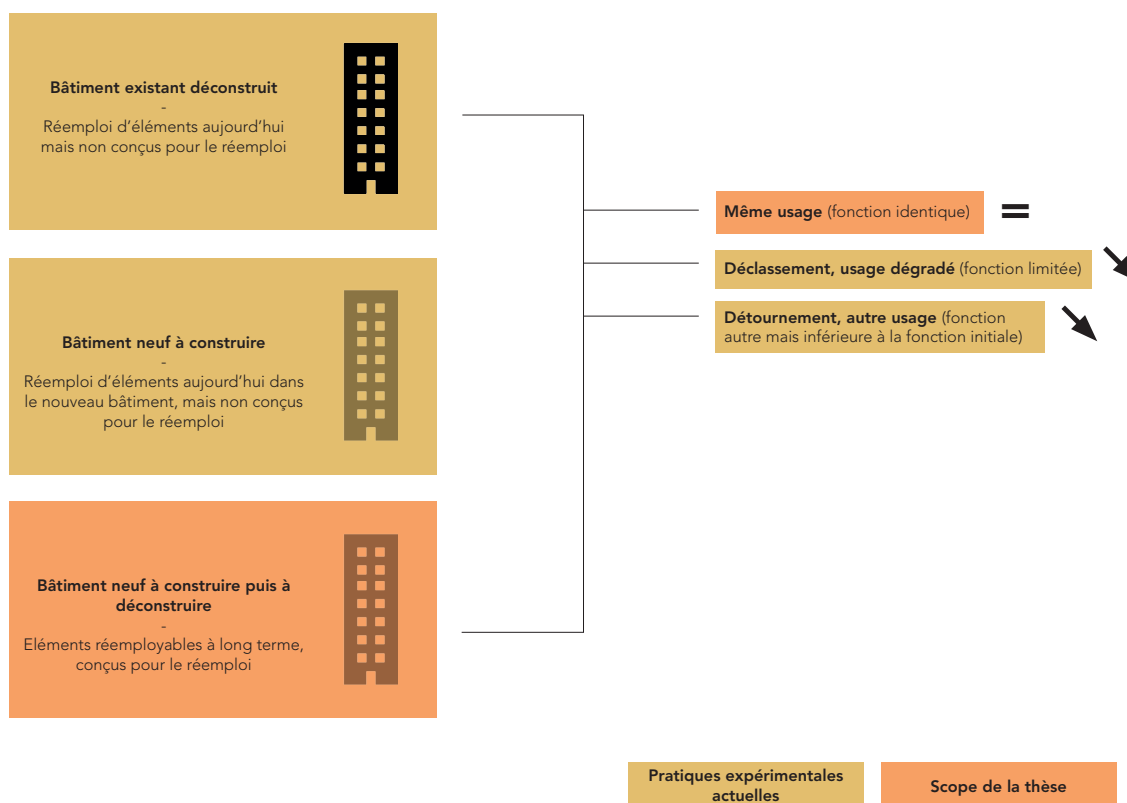 Bâtiment existant déconstruit
-
Réemploi d'éléments aujourd'hui
mais non conçus pour le réemploi
Bâtiment neuf à construire
-
Réemploi d'éléments aujourd'hui dans
le nouveau bâtiment, mais non conçus
pour le réemploi
Bâtiment neuf à construire puis à
déconstruire
-
Eléments réemployables à long terme,
conçus pour le réemploi
Même usage (fonction identique)
=
Déclassement, usage dégradé (fonction limitée)
Détournement, autre usage (fonction
autre mais inférieure à la fonction initiale)
Pratiques expérimentales
actuelles
Scope de la thèse